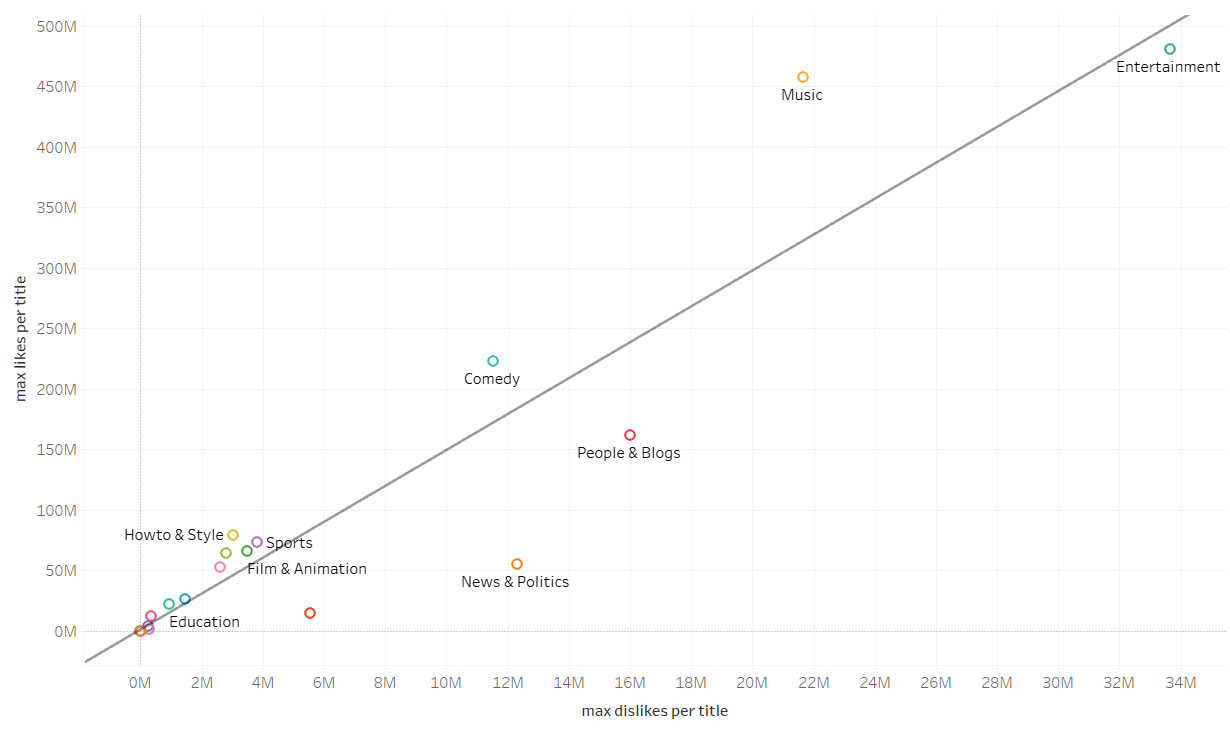 500M
Entertainment
450M
Music
400M
350M
300M
250M
200M
150M
100M
50M
0M
max likes per title
Comedy
People & Blogs
Howto & Style
Sports
Film & Animation
News & Politics
Education
0M 2M 4M 6M 8M 10M 12M 14M 16M 18M 20M 22M 24M 26M 28M 30M 32M 34M
max dislikes per title